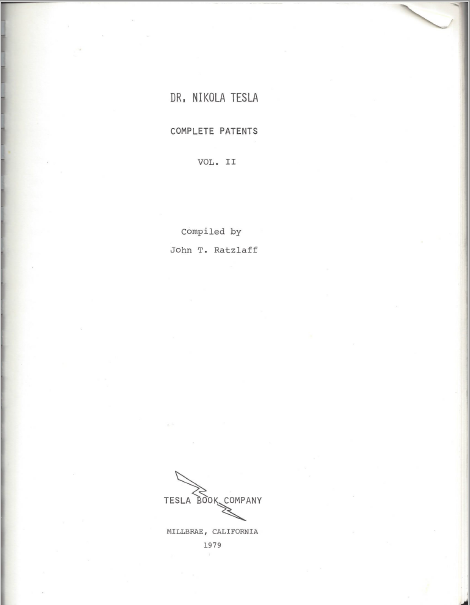 DR. NIKOLA TESLA
COMPLETE PATENTS
VOL. II
Compiled by
John T. Ratzlaff
TESLA BOOK COMPANY
MILLBRAE, CALIFORNIA
1979